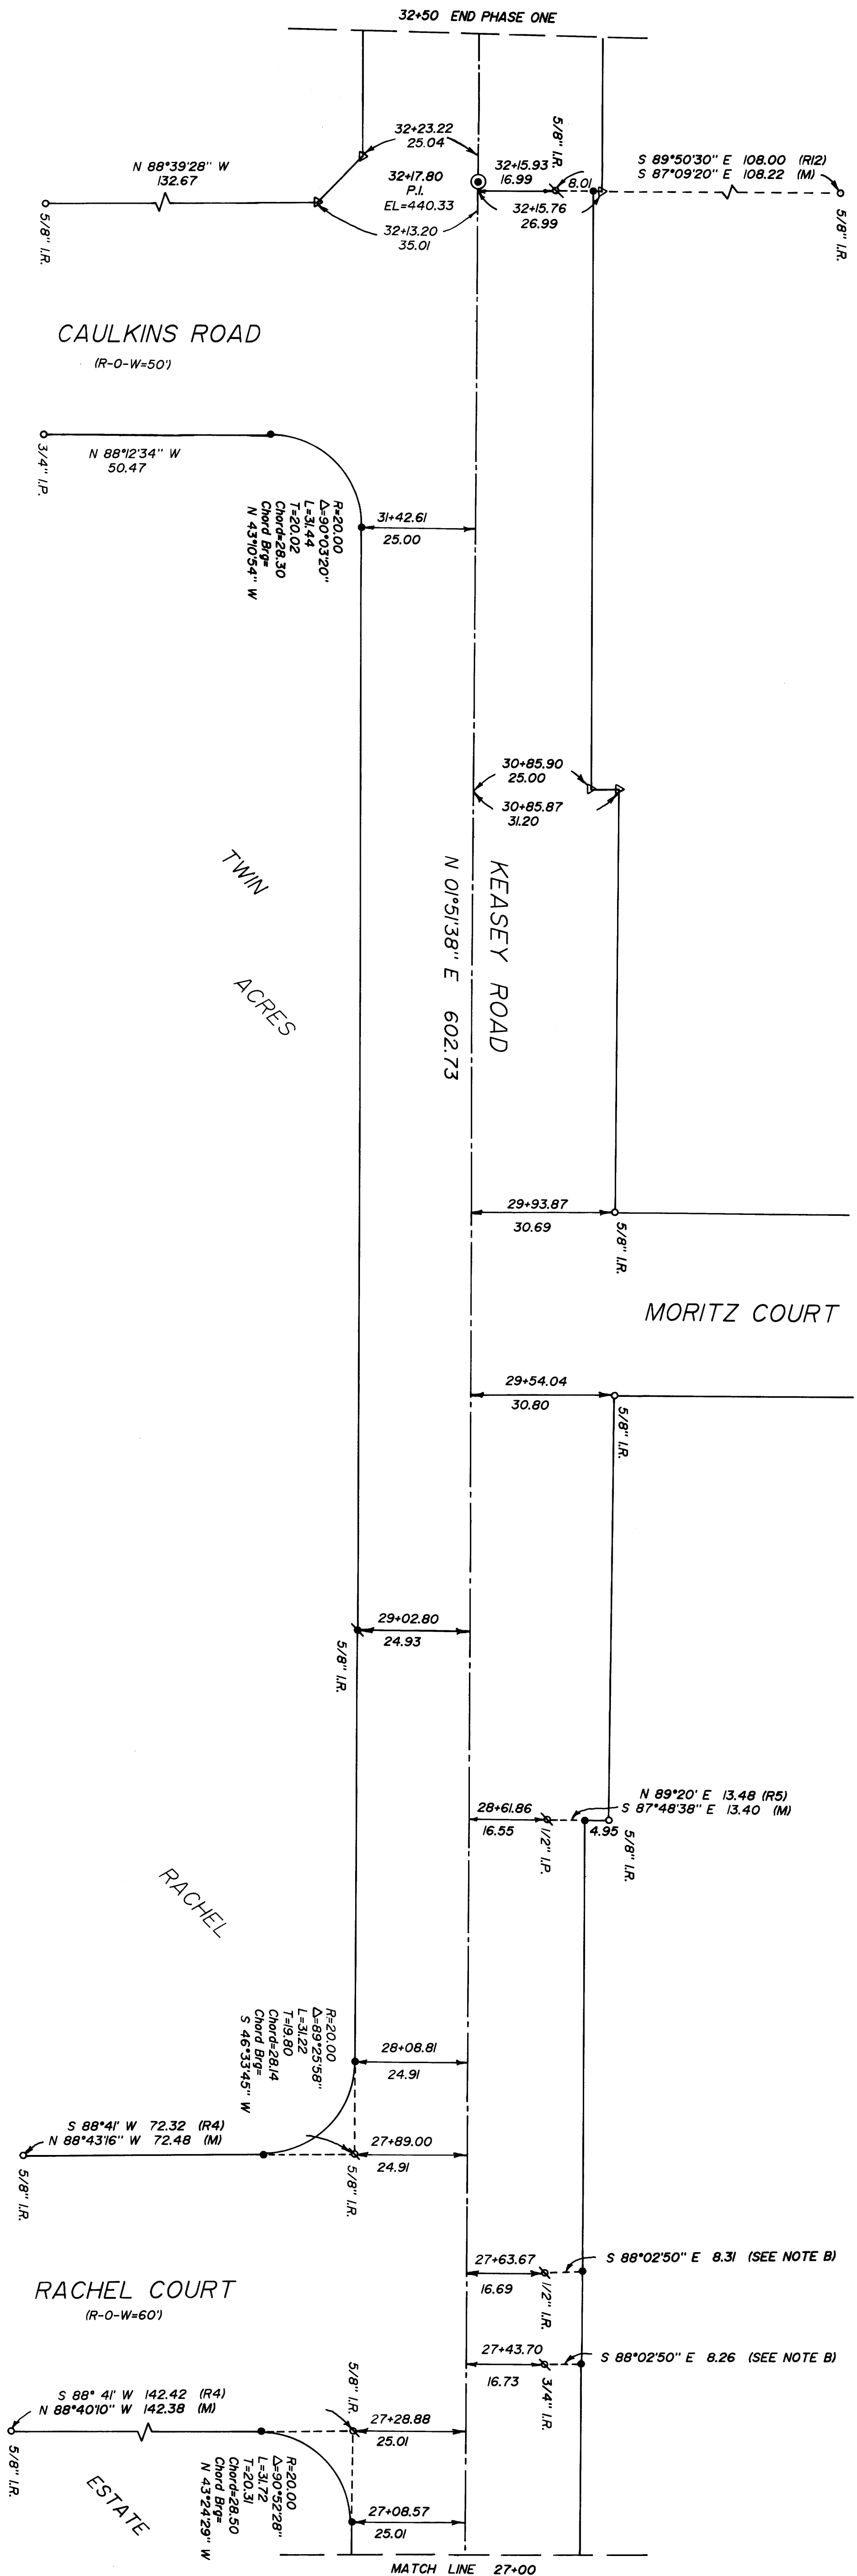 32+50 END PHASE ONE
32+23.22
25.04
5/8" I.R.
N 88°39'28" W
132.67
32+17.80
P.I.
EL=440.33
32+15.93
16.99
8.01
S 89°50'30" E 108.00 (R12)
S 87°09'20" E 108.22 (M)
32+15.76
26.99
32+13.20
35.01
5/8" I.R.
5/8" I.R.
CAULKINS ROAD
(R-O-W=50')
3/4" I.P.
N 88°12'34" W
50.47
R=20.00
Δ=90°03'20"
L=31.44
T=20.02
Chord=28.30
Chord Brg=
N 43°10'54" W
31+42.61
25.00
30+85.90
25.00
30+85.87
31.20
TWIN
ACRES
KEASEY ROAD
N 01°51'38" E 602.73
29+93.87
30.69
5/8" I.R.
MORITZ COURT
29+54.04
30.80
5/8" I.R.
29+02.80
24.93
5/8" I.R.
N 89°20' E 13.48 (R5)
S 87°48'38" E 13.40 (M)
28+61.86
16.55
1/2" I.P.
4.95
5/8" I.R.
RACHEL
R=20.00
Δ=89°25'58"
L=31.22
T=19.80
Chord=28.14
Chord Brg=
S 46°33'45" W
28+08.81
24.91
S 88°41' W 72.32 (R4)
N 88°43'16" W 72.48 (M)
27+89.00
24.91
5/8" I.R.
5/8" I.R.
27+63.67
16.69
1/2" I.R.
S 88°02'50" E 8.31 (SEE NOTE B)
RACHEL COURT
(R-O-W=60')
27+43.70
16.73
3/4" I.R.
S 88°02'50" E 8.26 (SEE NOTE B)
S 88° 41' W 142.42 (R4)
N 88°40'10" W 142.38 (M)
5/8" I.R.
27+28.88
25.01
5/8" I.R.
ESTATE
R=20.00
Δ=90°52'28"
L=31.72
T=20.31
Chord=28.50
Chord Brg=
N 43°24'29" W
27+08.57
25.01
MATCH LINE 27+00